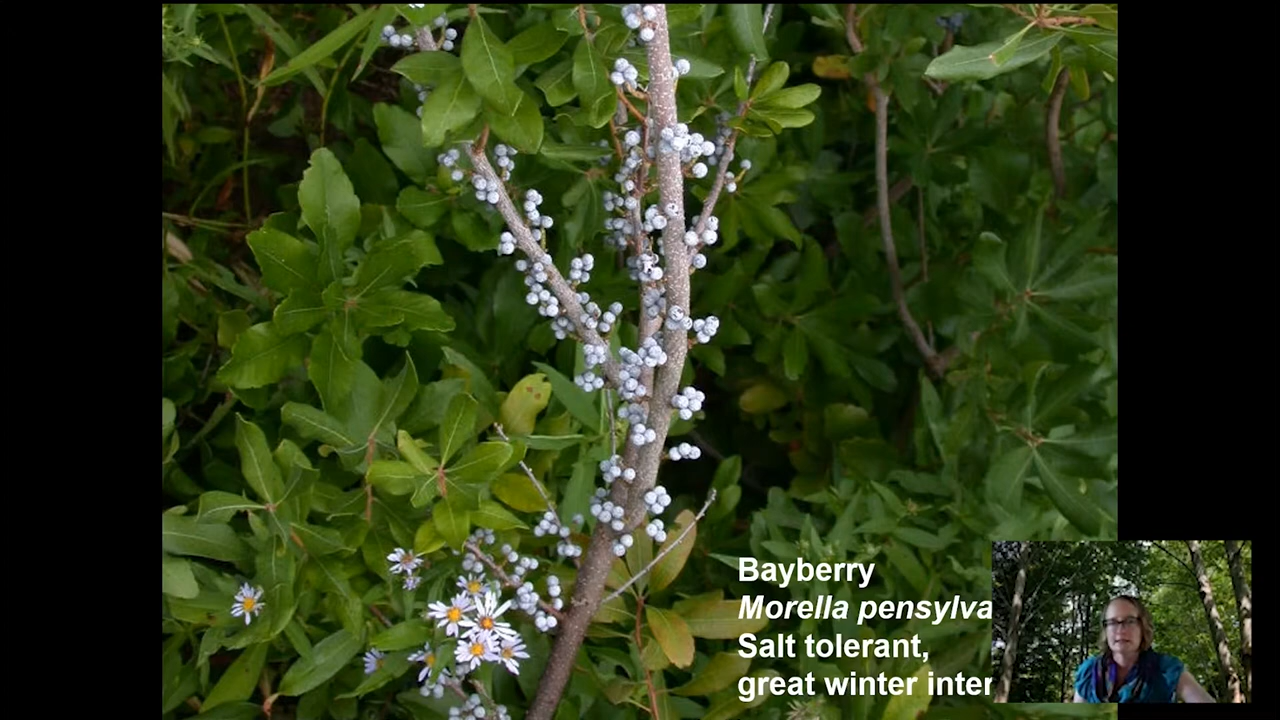 Bayberry
Morella pensylva
Salt tolerant,
great winter inter